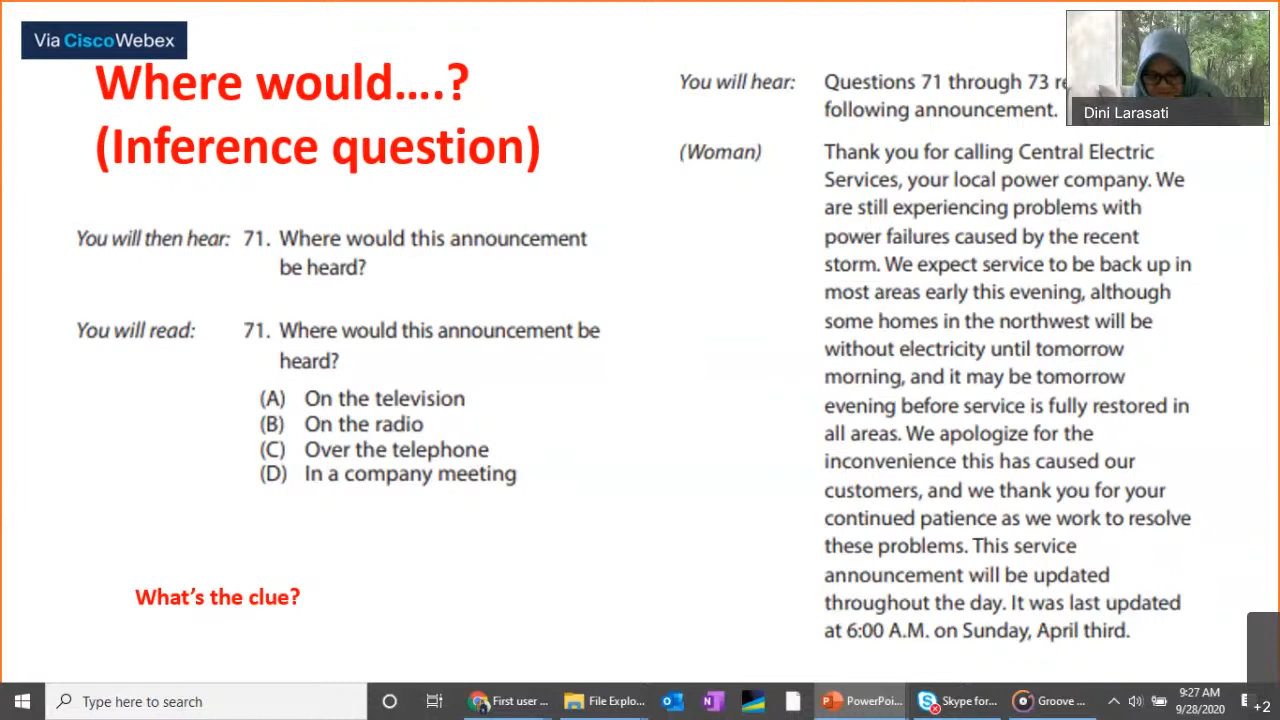 Via CiscoWebex
Where would….?
(Inference question)
You will then hear: 71. Where would this announcement
be heard?
You will read: 71. Where would this announcement be
heard?
(A) On the television
(B) On the radio
(C) Over the telephone
(D) In a company meeting
What's the clue?
You will hear: Questions 71 through 73
following announcement.
Dini Larasati
(Woman) Thank you for calling Central Electric
Services, your local power company. We
are still experiencing problems with
power failures caused by the recent
storm. We expect service to be back up in
most areas early this evening, although
some homes in the northwest will be
without electricity until tomorrow
morning, and it may be tomorrow
evening before service is fully restored in
all areas. We apologize for the
inconvenience this has caused our
customers, and we thank you for your
continued patience as we work to resolve
these problems. This service
announcement will be updated
throughout the day. It was last updated
at 6:00 A.M. on Sunday, April third.
Type here to search
First user ...
File Explo...
PowerPoi...
Skype for...
Groove ...
9:27 AM
9/28/2020
+2